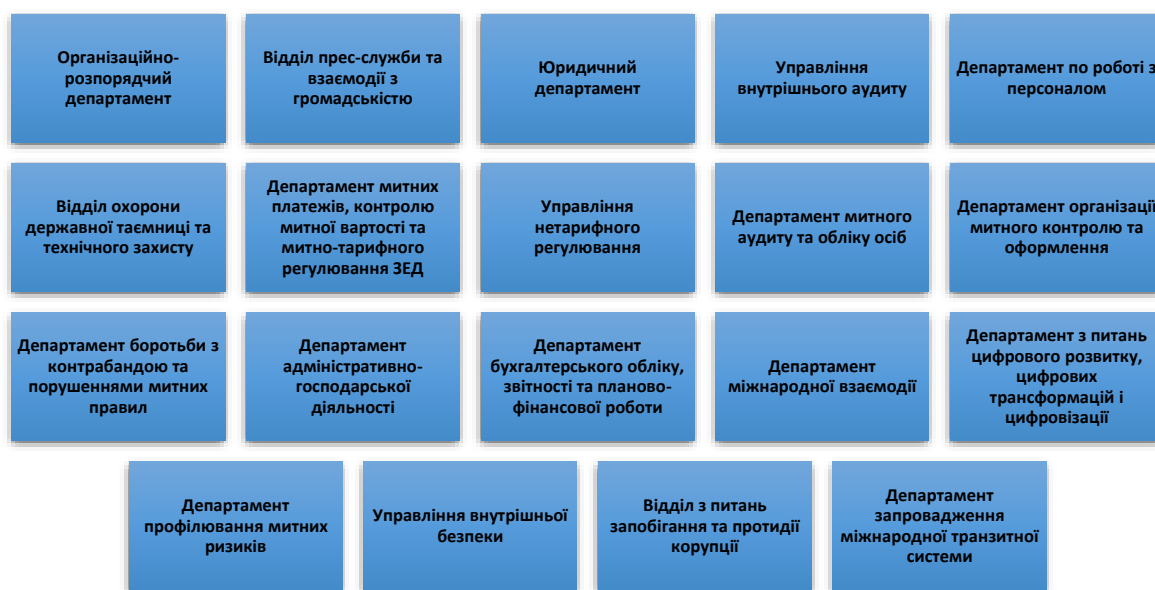 Організаційно-
розпорядчий
департамент
Відділ прес-служби та
взаємодії з
громадськістю
Юридичний
департамент
Управління
внутрішнього аудиту
Департамент по роботі з
персоналом
Відділ охорони
державної таємниці та
технічного захисту
Департамент митних
платежів, контролю
митної вартості та
митно-тарифного
регулювання ЗЕД
Управління
нетарифного
регулювання
Департамент митного
аудиту та обліку осіб
Департамент організації
митного контролю та
оформлення
Департамент боротьби з
контрабандою та
порушеннями митних
правил
Департамент
адміністративно-
господарської
діяльності
Департамент
бухгалтерського обліку,
звітності та планово-
фінансової роботи
Департамент
міжнародної взаємодії
Департамент з питань
цифрового розвитку,
цифрових
трансформацій і
цифровізації
Департамент
профілювання митних
ризиків
Управління внутрішньої
безпеки
Відділ з питань
запобігання та протидії
корупції
Департамент
запровадження
міжнародної транзитної
системи